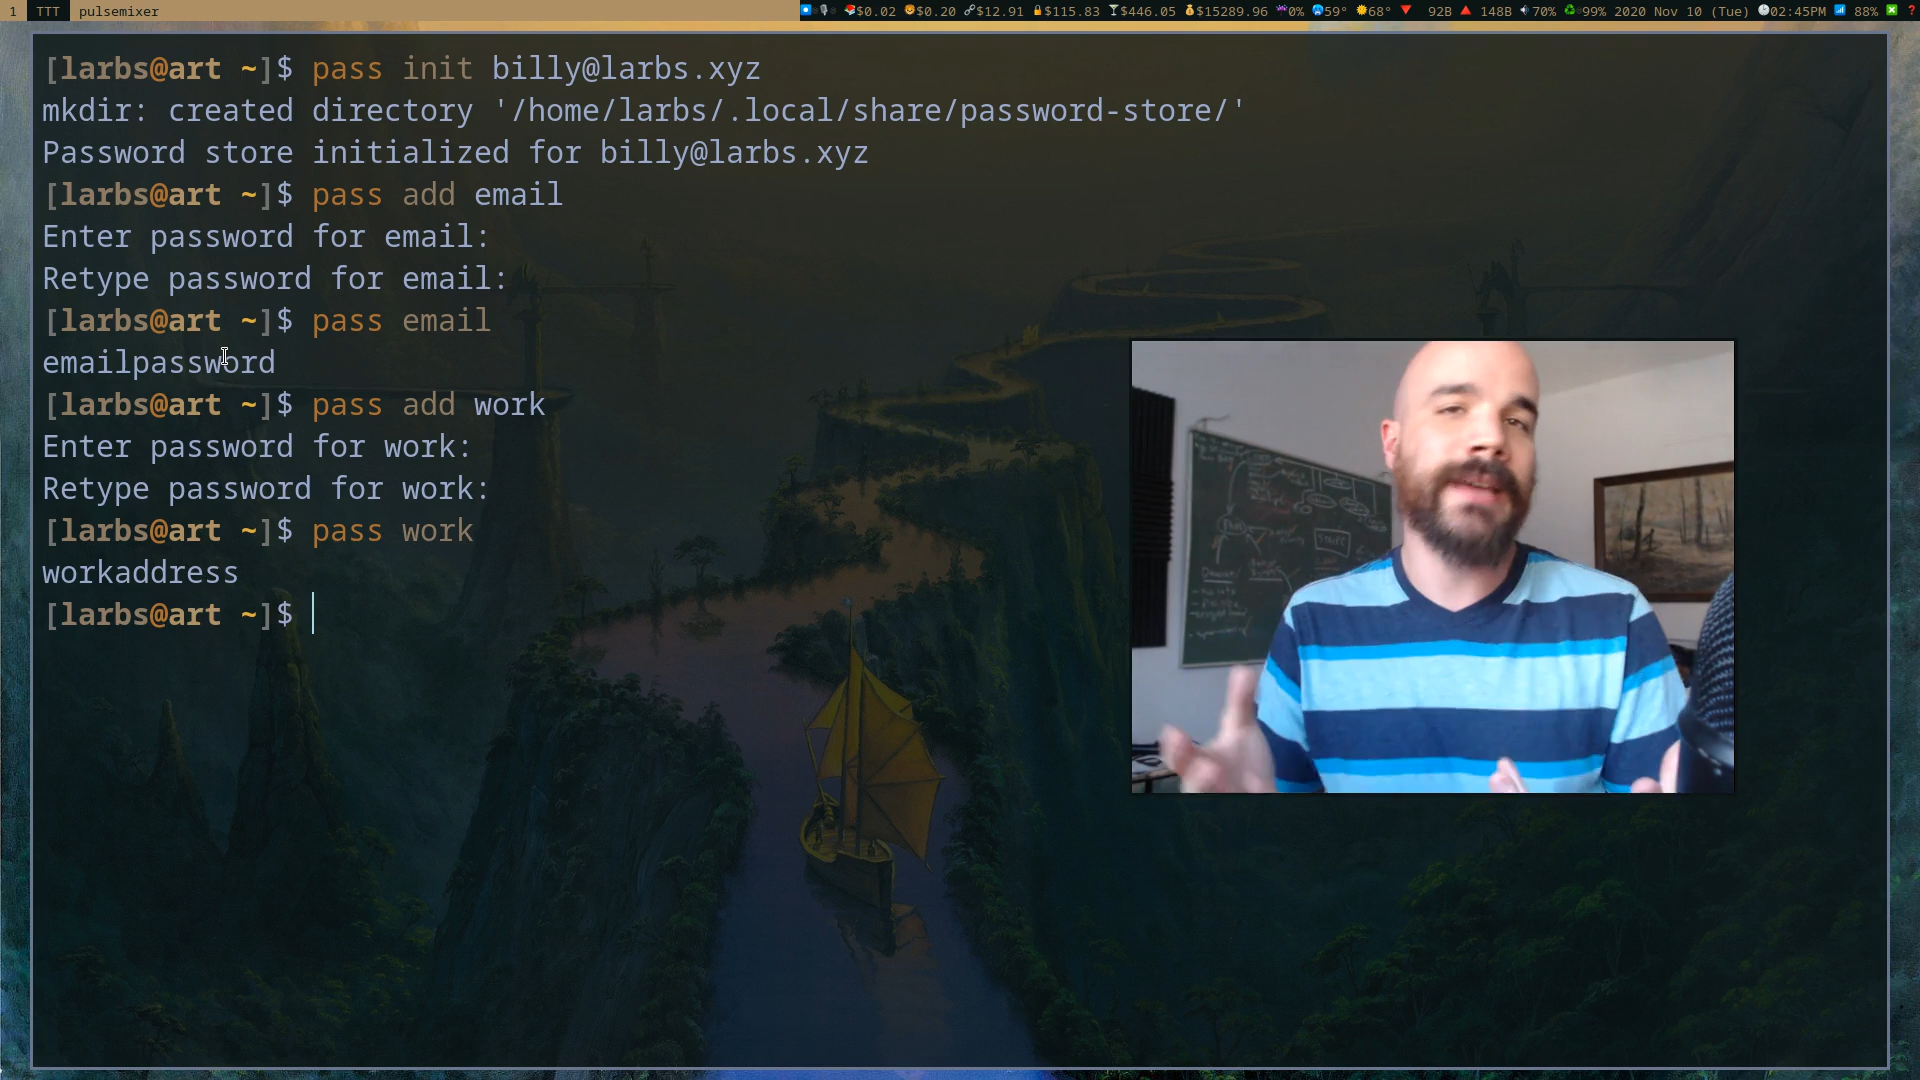 1 TTT pulsemixer $0.02 $0.20 $12.91 $115.83 $446.05 $15289.96 0% 59° 68° 92B 148B 70% 99% 2020 Nov 10 (Tue) 02:45PM 88% ?
[larbs@art ~]$ pass init billy@larbs.xyz
mkdir: created directory '/home/larbs/.local/share/password-store/'
Password store initialized for billy@larbs.xyz
[larbs@art ~]$ pass add email
Enter password for email:
Retype password for email:
[larbs@art ~]$ pass email
emailpassword
[larbs@art ~]$ pass add work
Enter password for work:
Retype password for work:
[larbs@art ~]$ pass work
workaddress
[larbs@art ~]$